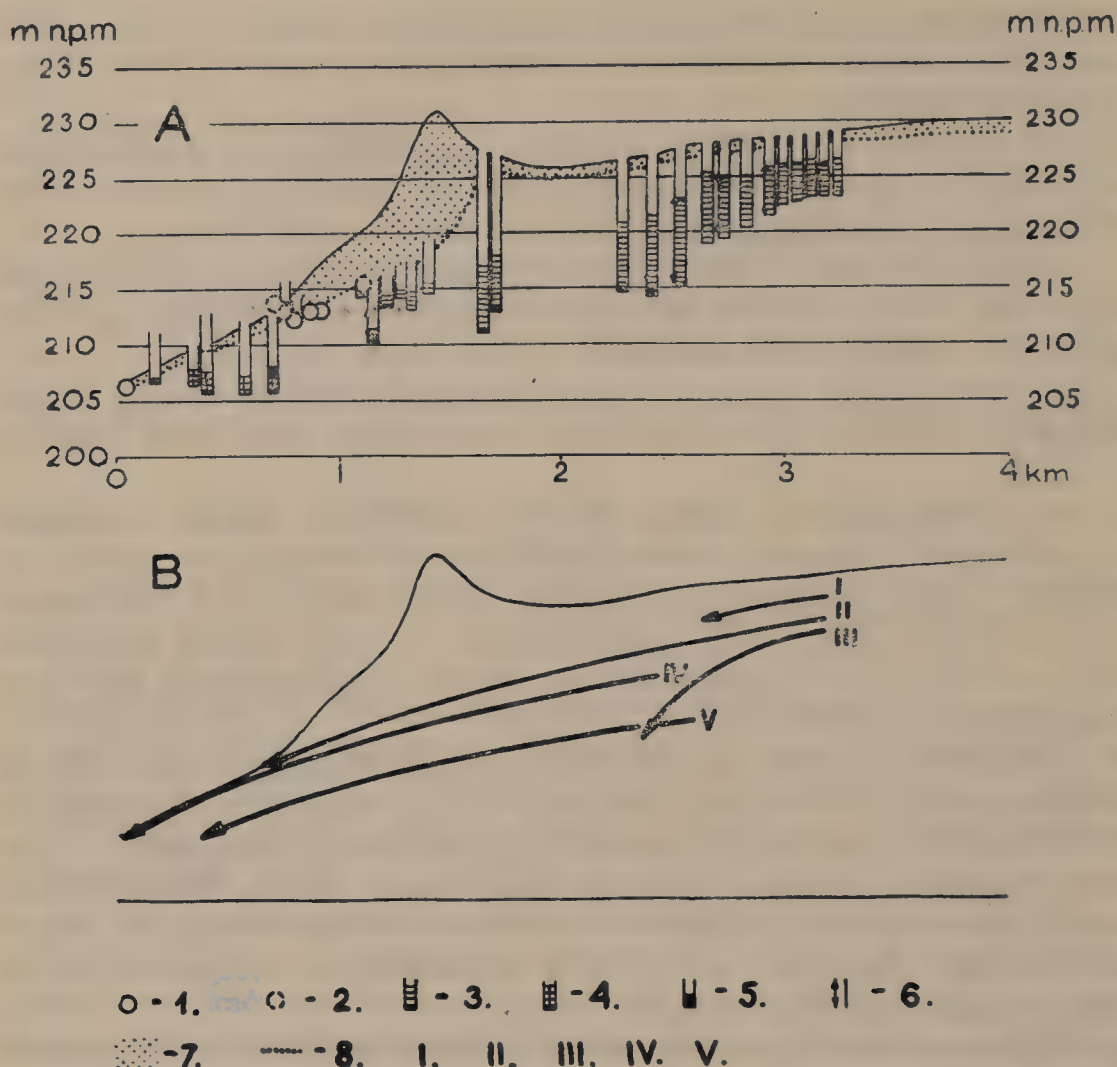 m n.p.m m n.p.m
235 235
A
230 230
225 225
220 220
215 215
210 210
205 205
200
0 1 2 3 4 km
B
I
II
III
IV
V
- 1. - 2. - 3. - 4. - 5. - 6.
- 7. - 8. I. II. III. IV. V.